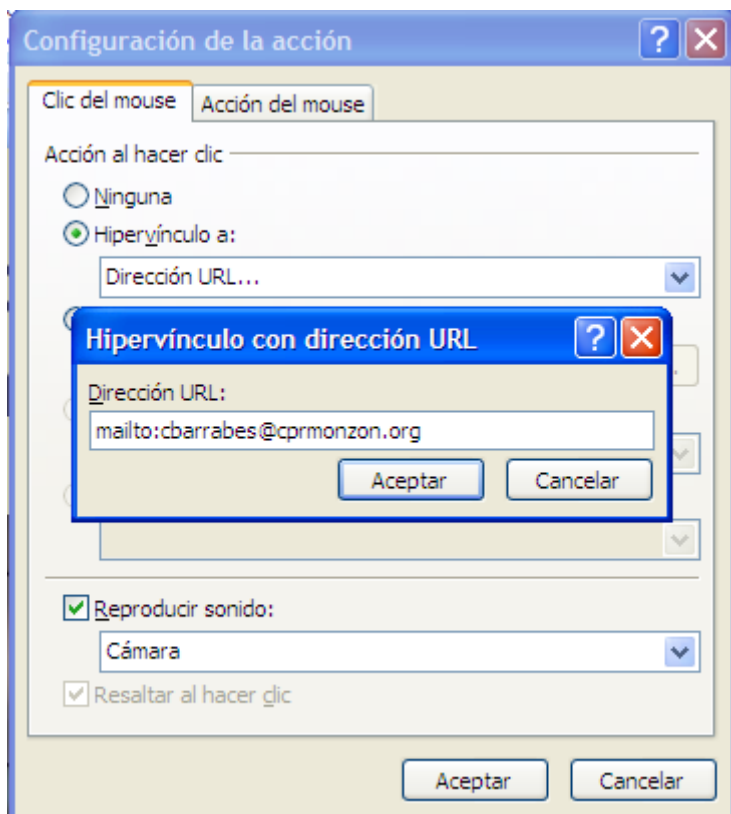 Configuración de la acción
Clic del mouse
Acción del mouse
Acción al hacer clic
Ninguna
Hipervínculo a:
Dirección URL...
Hipervínculo con dirección URL
Dirección URL:
mailto:cbarrabes@cprmonzon.org
Aceptar
Cancelar
Reproducir sonido:
Cámara
Resaltar al hacer clic
Aceptar
Cancelar